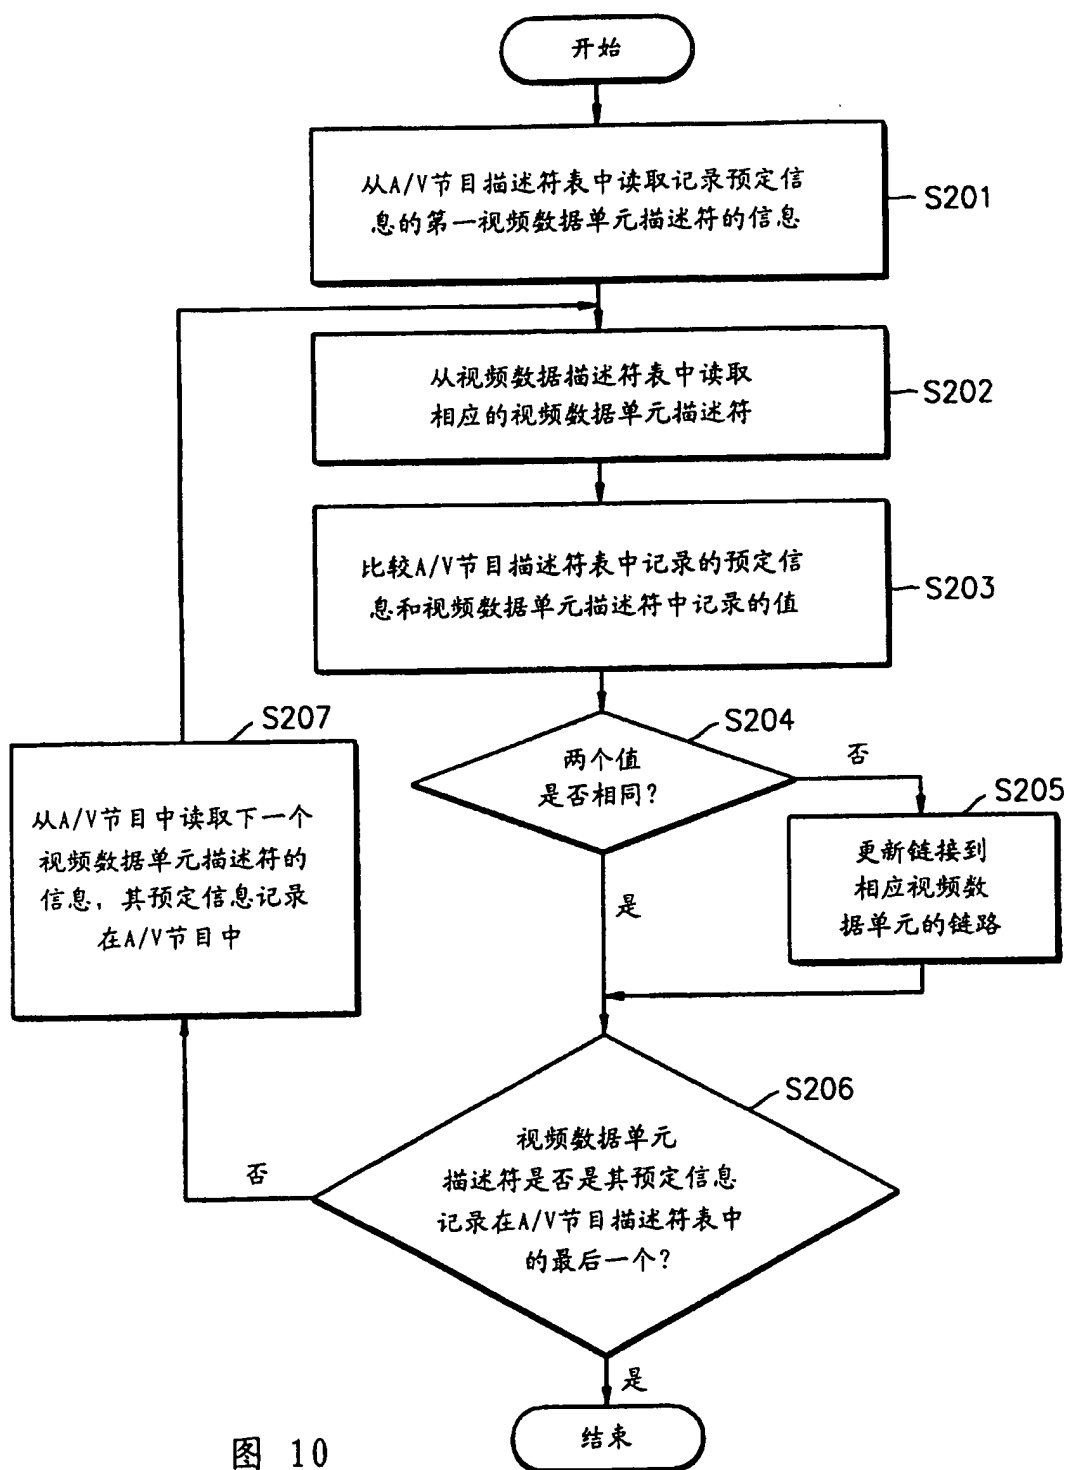 开始
从A/V节目描述符表中读取记录预定信
息的第一视频数据单元描述符的信息
S201
从视频数据描述符表中读取
相应的视频数据单元描述符
S202
比较A/V节目描述符表中记录的预定信
息和视频数据单元描述符中记录的值
S203
两个值
是否相同?
S204
否
是
更新链接到
相应视频数
据单元的链路
S205
视频数据单元
描述符是否是其预定信息
记录在A/V节目描述符表中
的最后一个?
S206
否
是
从A/V节目中读取下一个
视频数据单元描述符的
信息,其预定信息记录
在A/V节目中
S207
结束
图 10